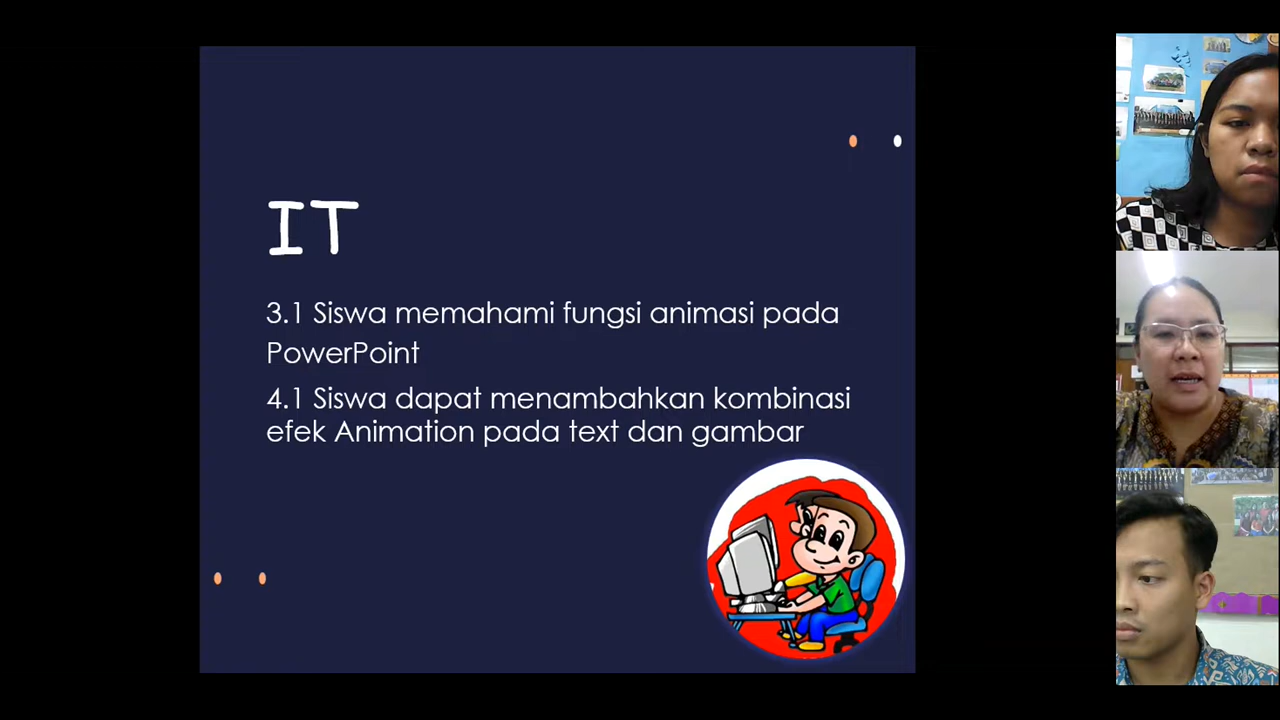 IT
3.1 Siswa memahami fungsi animasi pada
PowerPoint
4.1 Siswa dapat menambahkan kombinasi
efek Animation pada text dan gambar